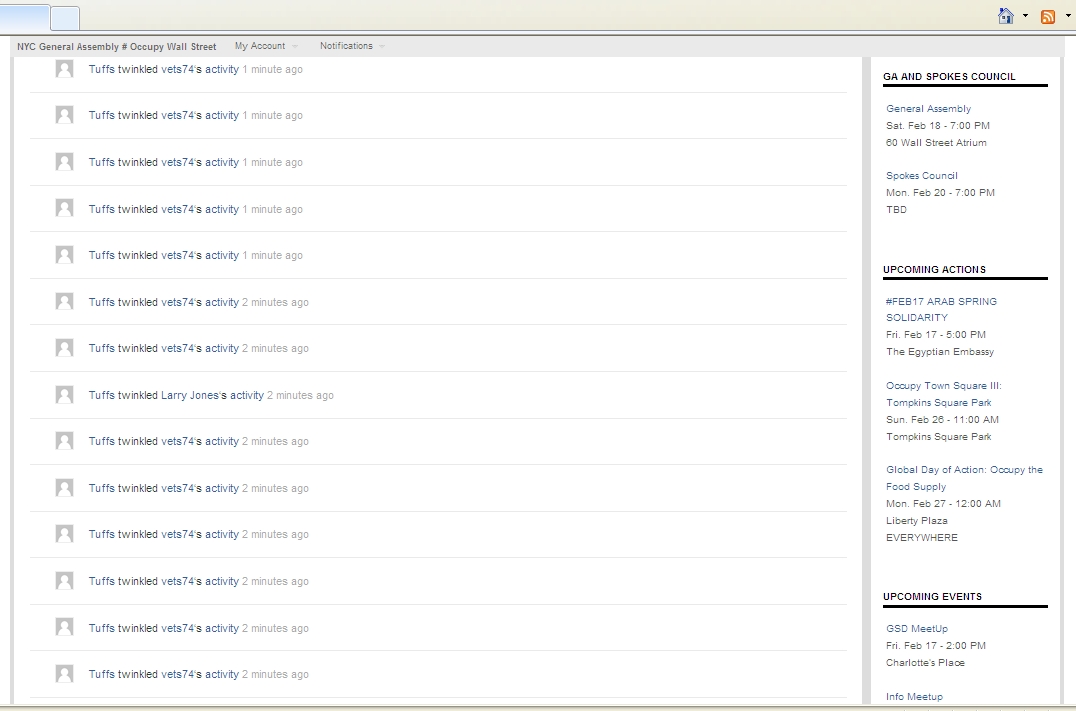 NYC General Assembly # Occupy Wall Street My Account Notifications
Tuffs twinkled vets74's activity 1 minute ago
Tuffs twinkled vets74's activity 1 minute ago
Tuffs twinkled vets74's activity 1 minute ago
Tuffs twinkled vets74's activity 1 minute ago
Tuffs twinkled vets74's activity 1 minute ago
Tuffs twinkled vets74's activity 2 minutes ago
Tuffs twinkled vets74's activity 2 minutes ago
Tuffs twinkled Larry Jones's activity 2 minutes ago
Tuffs twinkled vets74's activity 2 minutes ago
Tuffs twinkled vets74's activity 2 minutes ago
Tuffs twinkled vets74's activity 2 minutes ago
Tuffs twinkled vets74's activity 2 minutes ago
Tuffs twinkled vets74's activity 2 minutes ago
Tuffs twinkled vets74's activity 2 minutes ago
GA AND SPOKES COUNCIL
General Assembly
Sat. Feb 18 - 7:00 PM
60 Wall Street Atrium
Spokes Council
Mon. Feb 20 - 7:00 PM
TBD
UPCOMING ACTIONS
#FEB17 ARAB SPRING
SOLIDARITY
Fri. Feb 17 - 5:00 PM
The Egyptian Embassy
Occupy Town Square III:
Tompkins Square Park
Sun. Feb 26 - 11:00 AM
Tompkins Square Park
Global Day of Action: Occupy the
Food Supply
Mon. Feb 27 - 12:00 AM
Liberty Plaza
EVERYWHERE
UPCOMING EVENTS
GSD MeetUp
Fri. Feb 17 - 2:00 PM
Charlotte's Place
Info Meetup